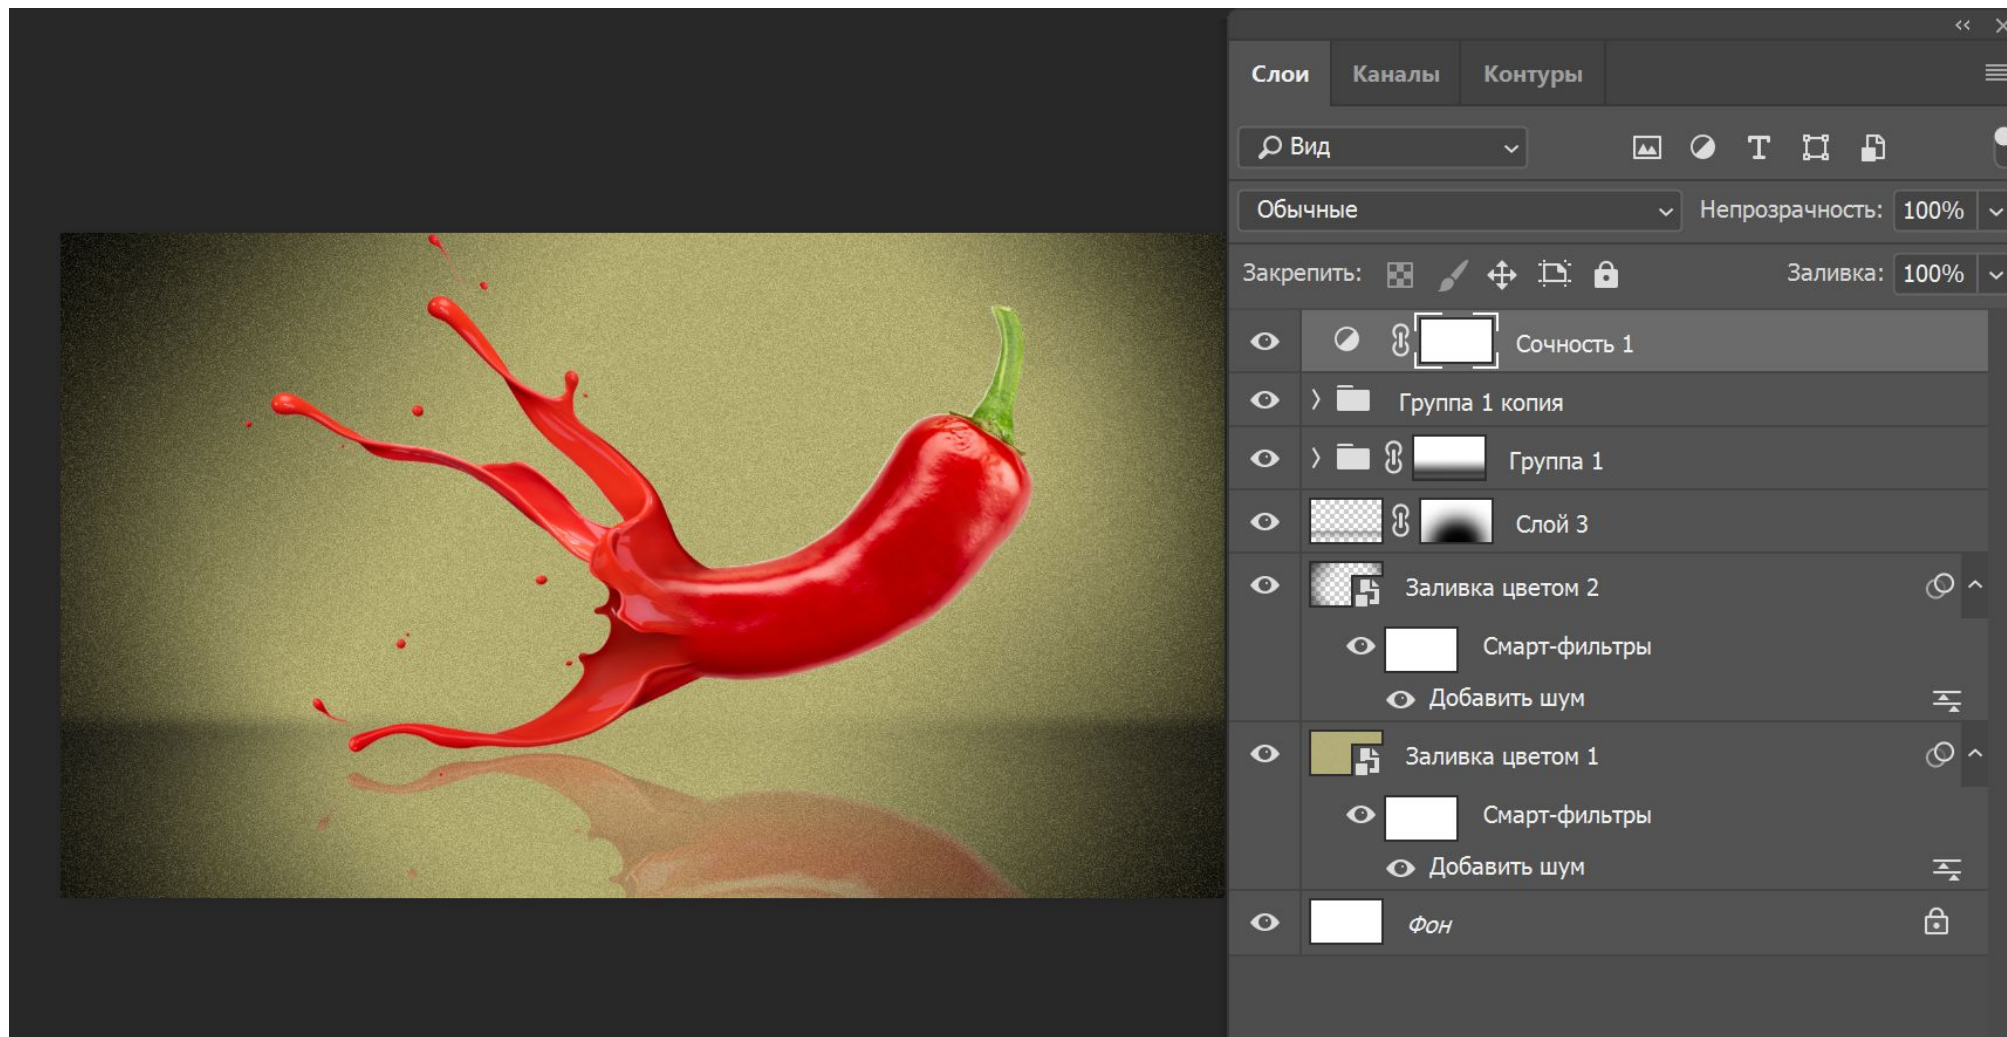 Слои Каналы Контуры
Вид
Обычные Непрозрачность: 100%
Закрепить: Заливка: 100%
Сочность 1
Группа 1 копия
Группа 1
Слой 3
Заливка цветом 2
Смарт-фильтры
Добавить шум
Заливка цветом 1
Смарт-фильтры
Добавить шум
Фон